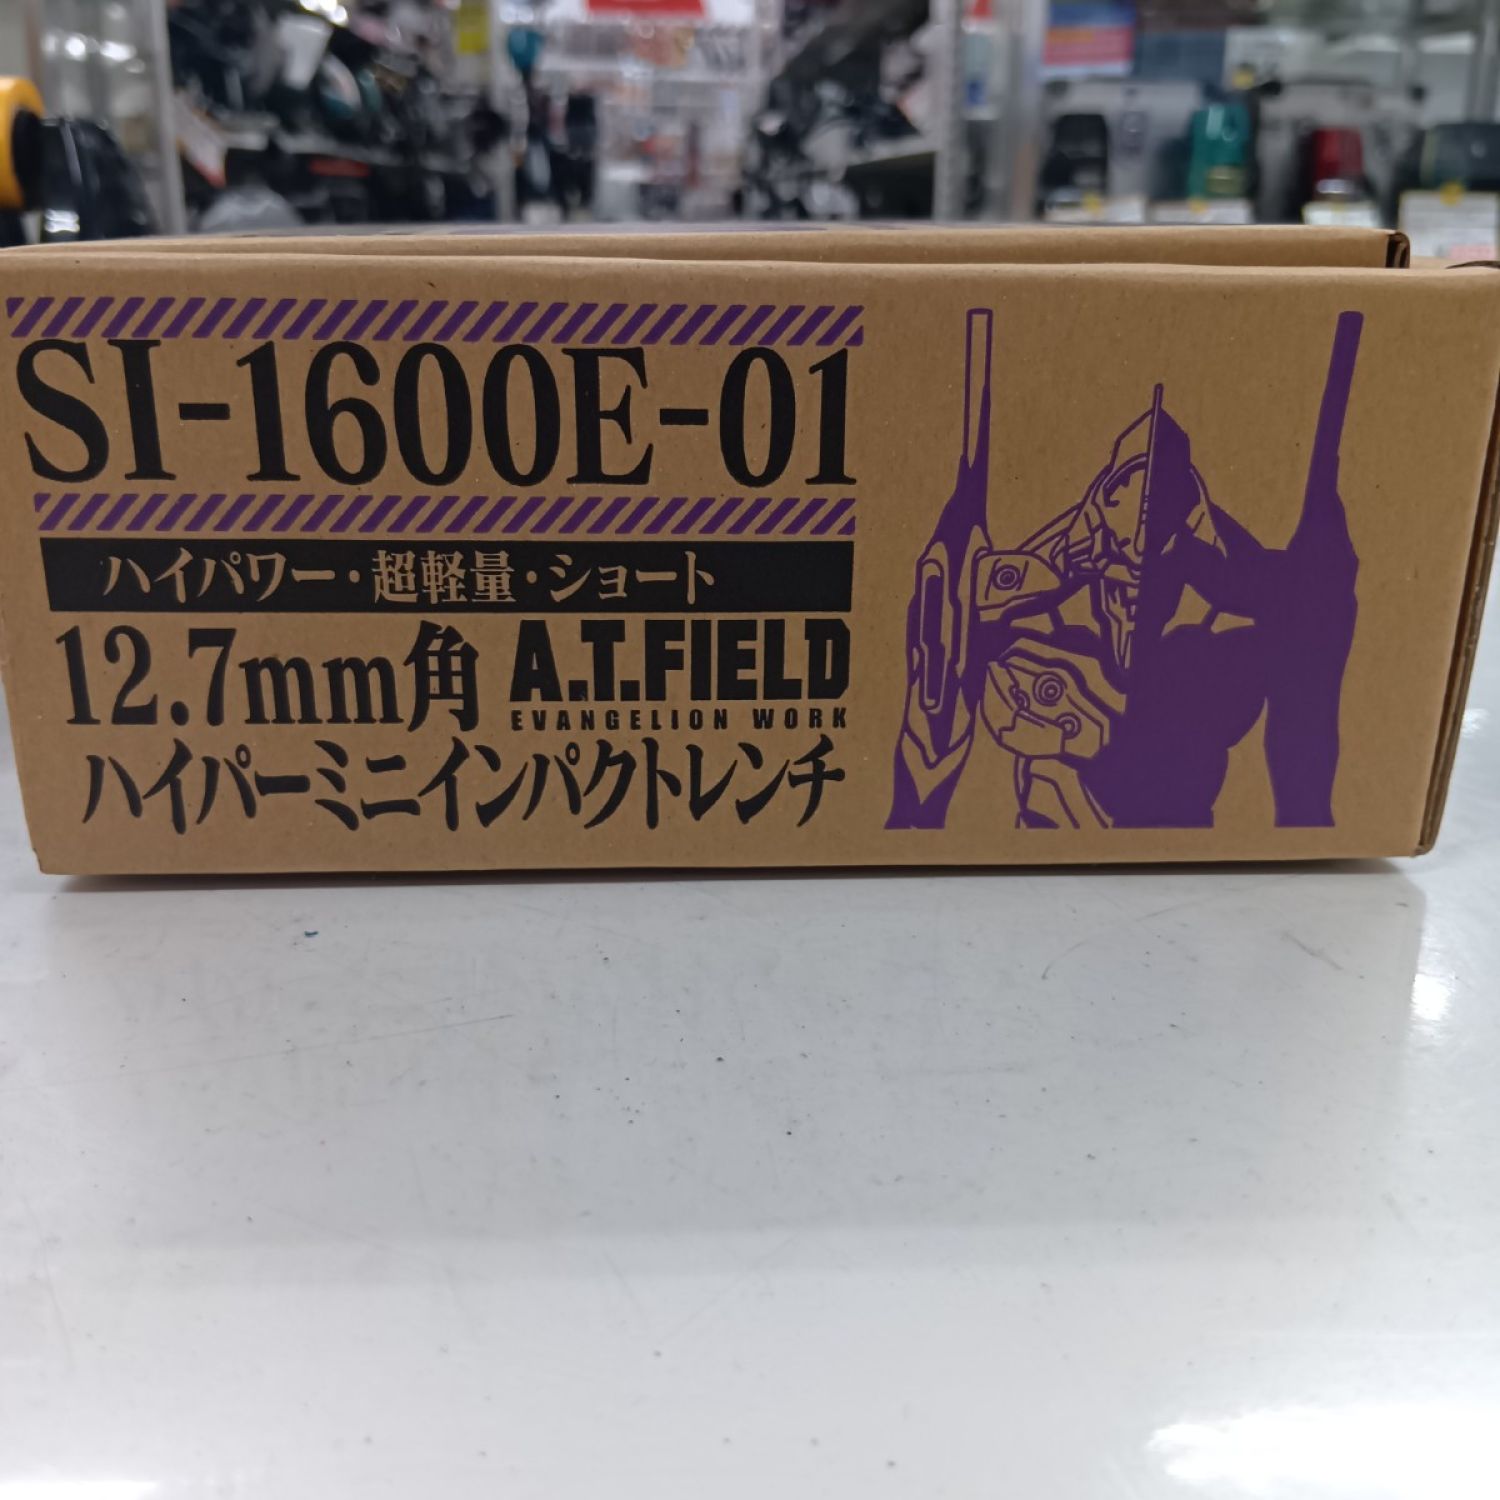 SI-1600E-01
ハイパワー・超軽量・ショート
12.7mm角 A.T.FIELD
EVANGELION WORK
ハイパーミニインパクトレンチ